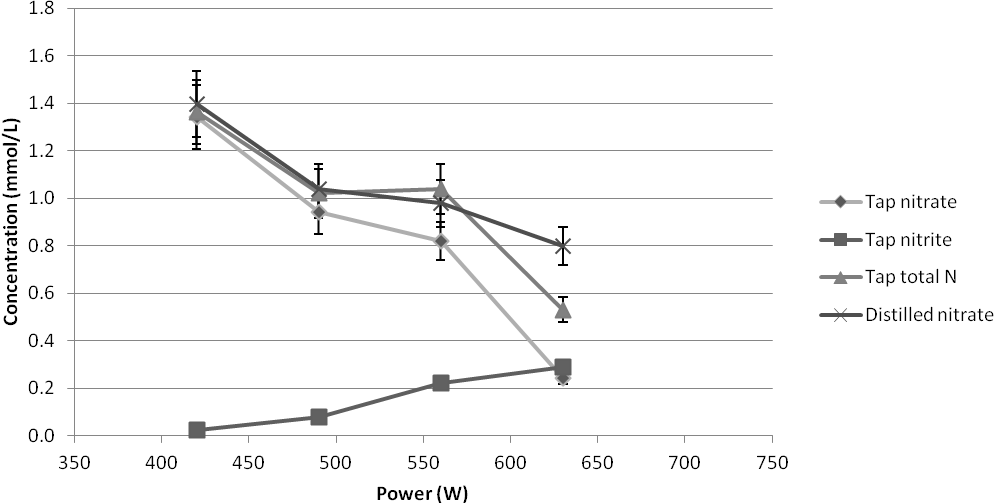 1.8
1.6
1.4
1.2
1.0
0.8
0.6
0.4
0.2
0.0
Concentration (mmol/L)
350 400 450 500 550 600 650 700 750
Power (W)
Tap nitrate
Tap nitrite
Tap total N
Distilled nitrate